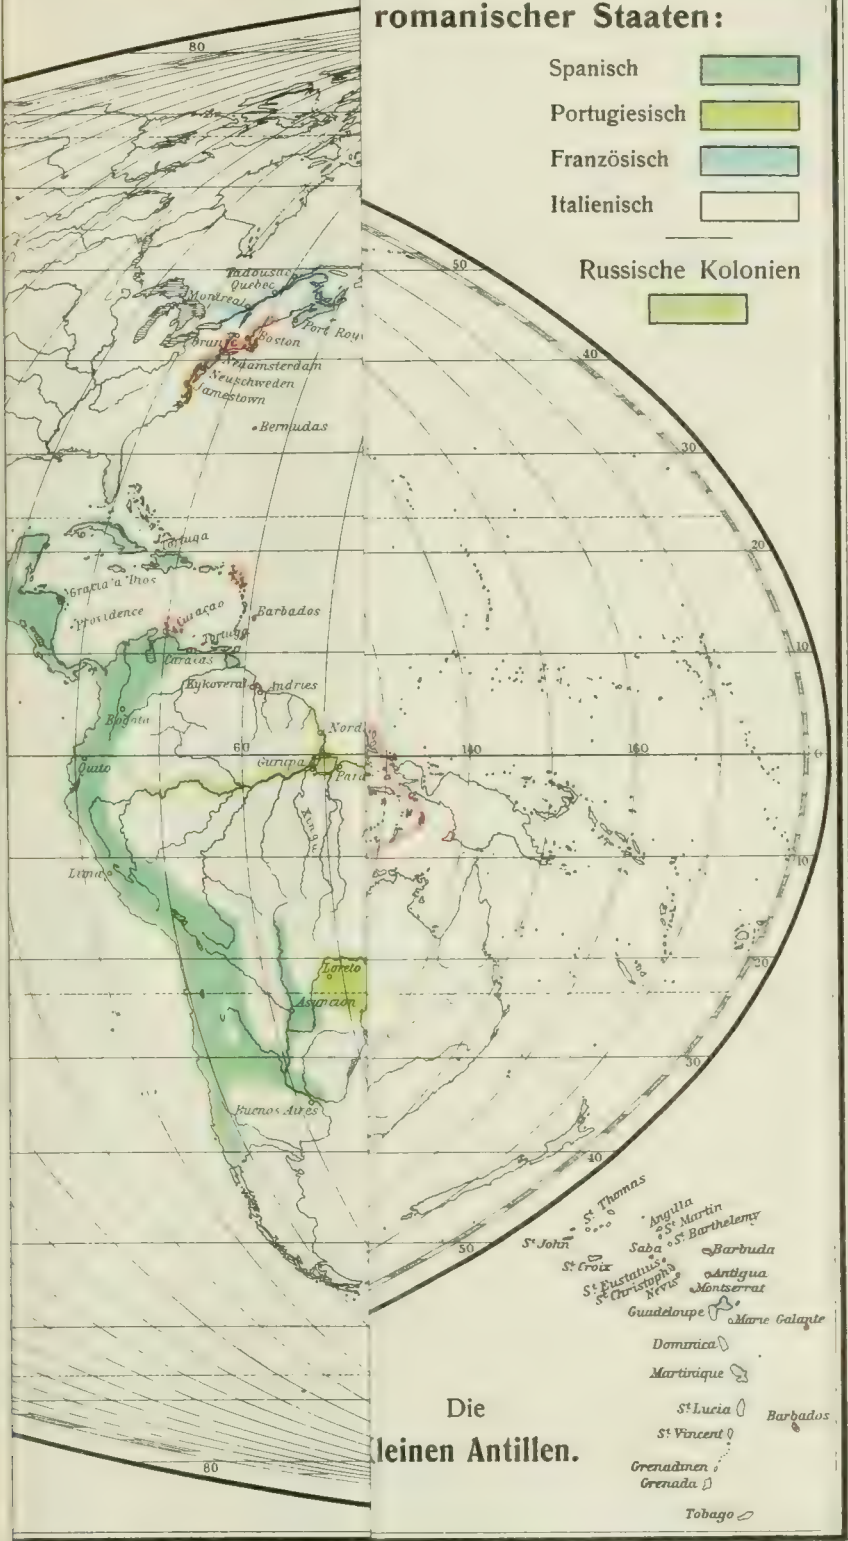 romanischer Staaten:
Spanisch
Portugiesisch
Französisch
Italienisch
Russische Kolonien
80
50
40
30
20
10
0
10
20
30
40
50
80
Tadousac
Quebec
Montreal
Port Roy
Oranje
Boston
Neuamsterdam
Neuschweden
Jamestown
Bermudas
Tortuga
Gracia a Dios
Providence
Curaçao
Barbados
Tortuga
Caracas
Kykoveral
Andries
Bogota
Nord
60
140
160
Quito
Gurupa
Para
Xingu
Lima
Loreto
Asuncion
Buenos Aires
St Thomas
Angilla
St Martin
St Barthelemy
St John
Saba
Barbuda
St Croix
St Eustatius
St Christoph
Nevis
Antigua
Montserrat
Guadeloupe
Marie Galante
Dominica
Martinique
St Lucia
Barbados
St Vincent
Grenadinen
Grenada
Tobago
Die
leinen Antillen.